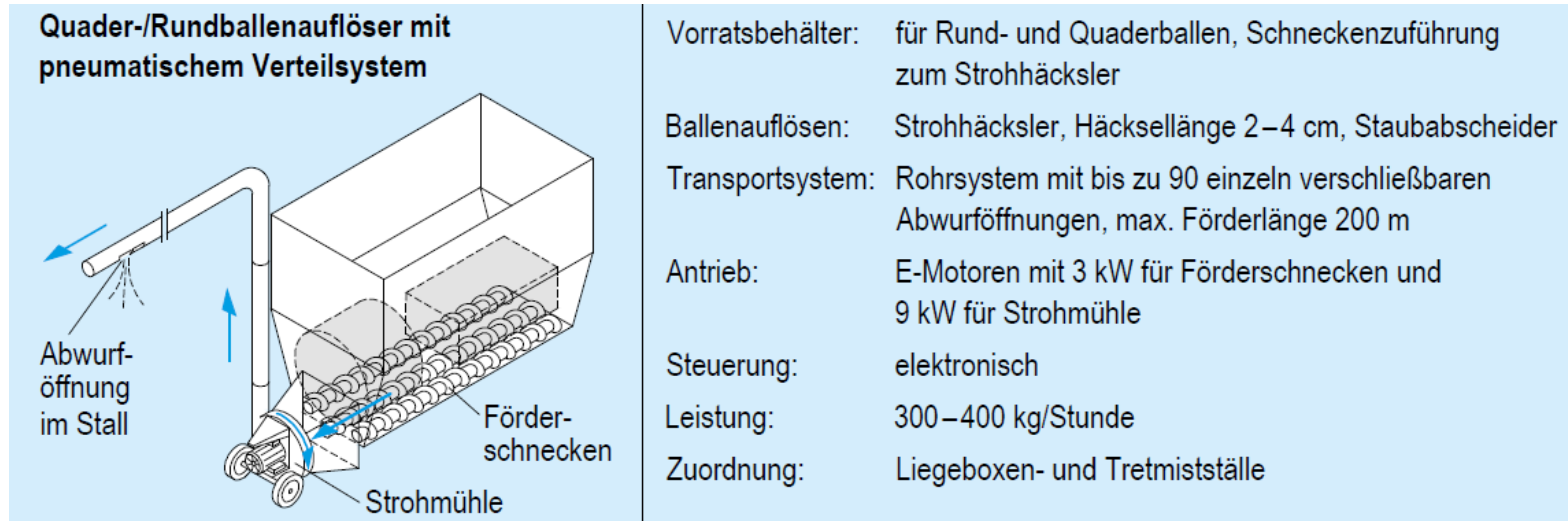 Quader-/Rundballenauflöser mit
pneumatischem Verteilsystem
Abwurf-
öffnung
im Stall
Förder-
schnecken
Strohmühle
Vorratsbehälter: für Rund- und Quaderballen, Schneckenzuführung
zum Strohhäcksler
Ballenauflösen: Strohhäcksler, Häcksellänge 2–4 cm, Staubabscheider
Transportsystem: Rohrsystem mit bis zu 90 einzeln verschließbaren
Abwurföffnungen, max. Förderlänge 200 m
Antrieb: E-Motoren mit 3 kW für Förderschnecken und
9 kW für Strohmühle
Steuerung: elektronisch
Leistung: 300–400 kg/Stunde
Zuordnung: Liegeboxen- und Tretmistställe